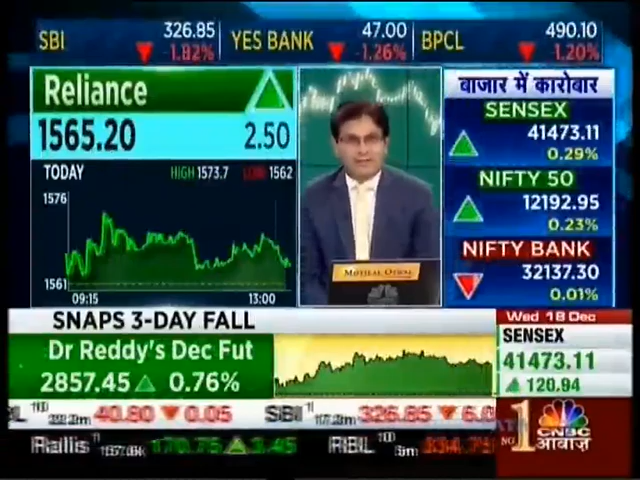 SBI 326.85 -1.82% YES BANK 47.00 -1.26% BPCL 490.10 -1.20%
Reliance
1565.20 2.50
TODAY HIGH 1573.7 LOW 1562
1576
1561
09:15 13:00
MOTILAL OSWAL
बाजार में कारोबार
SENSEX
41473.11
0.29%
NIFTY 50
12192.95
0.23%
NIFTY BANK
32137.30
0.01%
SNAPS 3-DAY FALL
Dr Reddy's Dec Fut
2857.45 0.76%
Wed 18 Dec
SENSEX
41473.11
120.94
40.80 0.05 SBI 326.85
Rallis 170.75 3.45 RBL
NO. 1 CNBC
आवाज़